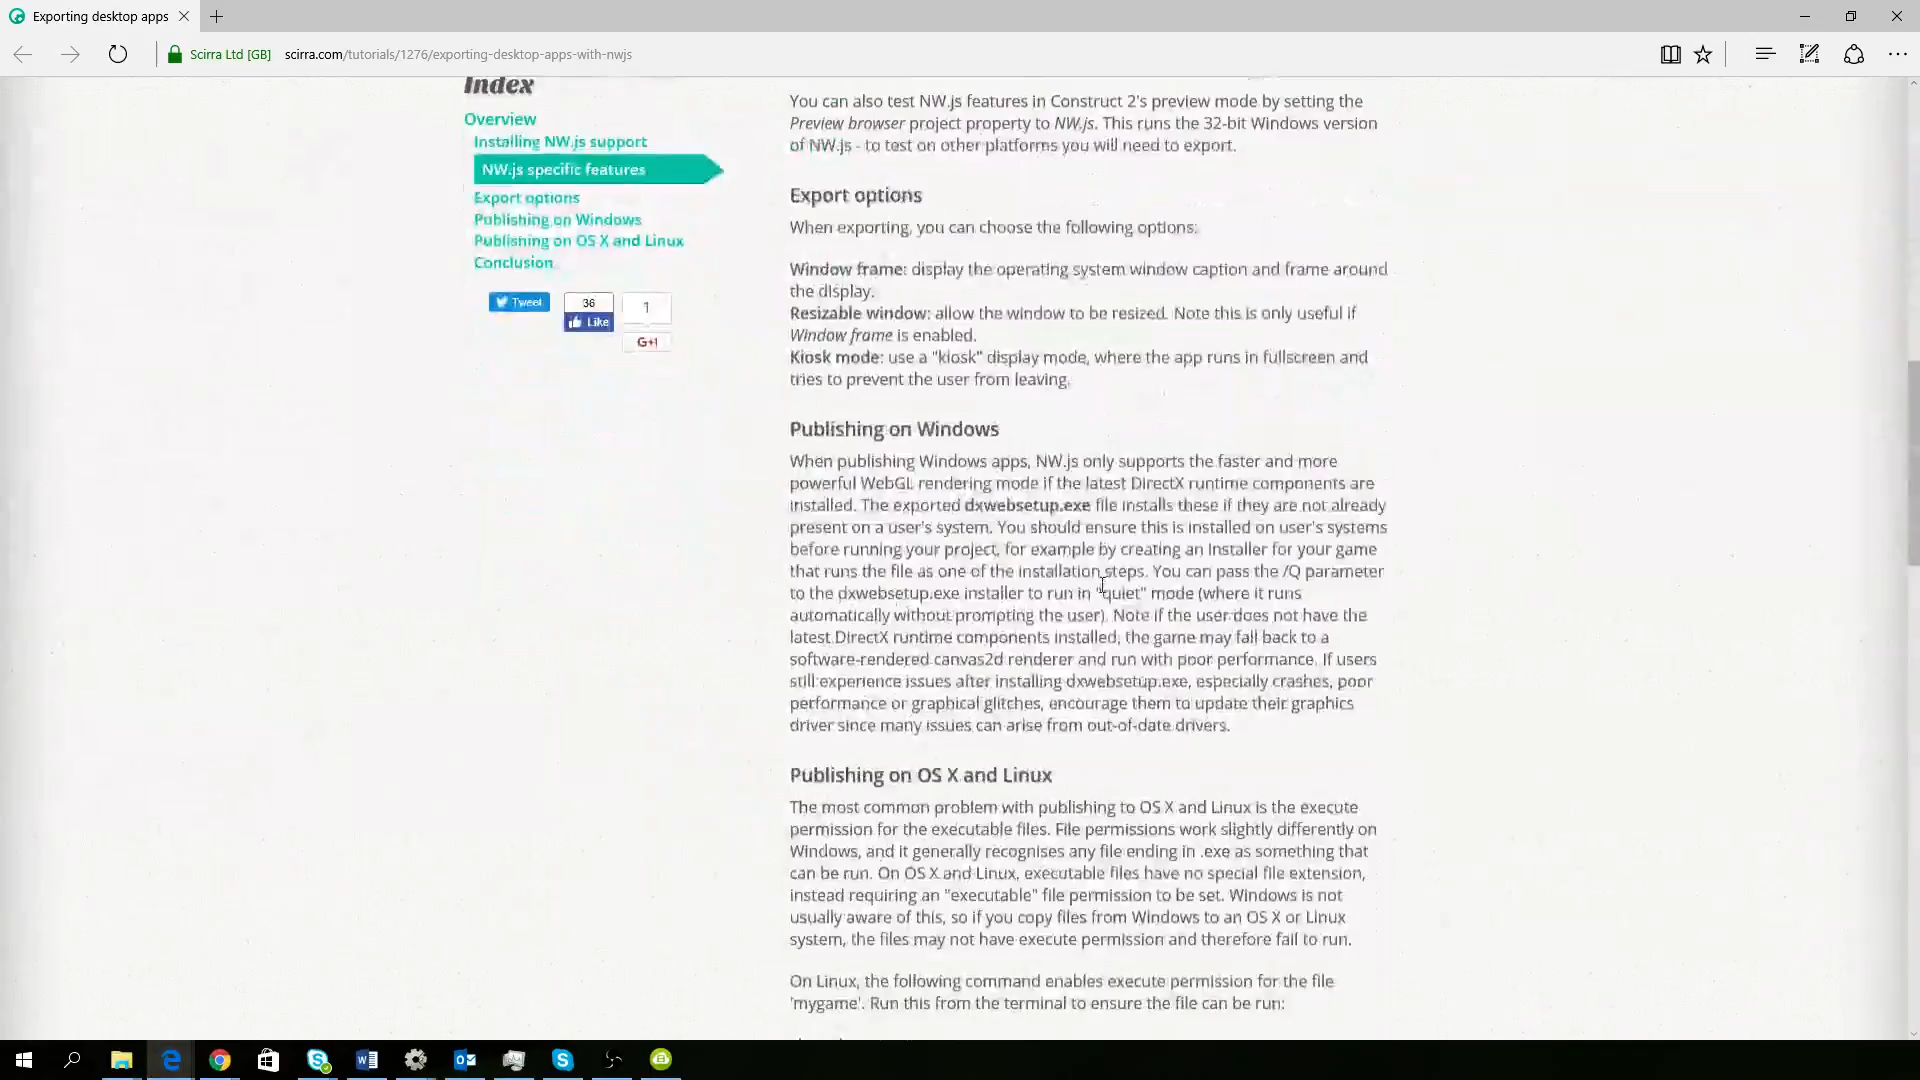 Exporting desktop apps
Scirra Ltd [GB]
scirra.com/tutorials/1276/exporting-desktop-apps-with-nwjs
Index
Overview
Installing NW.js support
NW.js specific features
Export options
Publishing on Windows
Publishing on OS X and Linux
Conclusion
Tweet
36
Like
1
G+1
You can also test NW.js features in Construct 2's preview mode by setting the
Preview browser project property to NW.js. This runs the 32-bit Windows version
of NW.js - to test on other platforms you will need to export.
Export options
When exporting, you can choose the following options:
Window frame: display the operating system window caption and frame around
the display.
Resizable window: allow the window to be resized. Note this is only useful if
Window frame is enabled.
Kiosk mode: use a "kiosk" display mode, where the app runs in fullscreen and
tries to prevent the user from leaving.
Publishing on Windows
When publishing Windows apps, NW.js only supports the faster and more
powerful WebGL rendering mode if the latest DirectX runtime components are
installed. The exported dxwebsetup.exe file installs these if they are not already
present on a user's system. You should ensure this is installed on user's systems
before running your project, for example by creating an installer for your game
that runs the file as one of the installation steps. You can pass the /Q parameter
to the dxwebsetup.exe installer to run in "quiet" mode (where it runs
automatically without prompting the user). Note if the user does not have the
latest DirectX runtime components installed, the game may fall back to a
software-rendered canvas2d renderer and run with poor performance. If users
still experience issues after installing dxwebsetup.exe, especially crashes, poor
performance or graphical glitches, encourage them to update their graphics
driver since many issues can arise from out-of-date drivers.
Publishing on OS X and Linux
The most common problem with publishing to OS X and Linux is the execute
permission for the executable files. File permissions work slightly differently on
Windows, and it generally recognises any file ending in .exe as something that
can be run. On OS X and Linux, executable files have no special file extension,
instead requiring an "executable" file permission to be set. Windows is not
usually aware of this, so if you copy files from Windows to an OS X or Linux
system, the files may not have execute permission and therefore fail to run.
On Linux, the following command enables execute permission for the file
'mygame'. Run this from the terminal to ensure the file can be run: